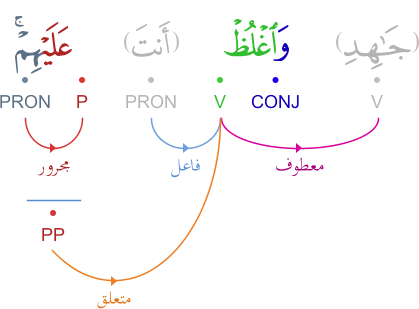 (جَـٰهِدِ) وَٱغْلُظْ (أَنتَ) عَلَيْهِمْ ۚ
V CONJ V PRON P PRON
معطوف فاعل مجرور
PP
متعلق